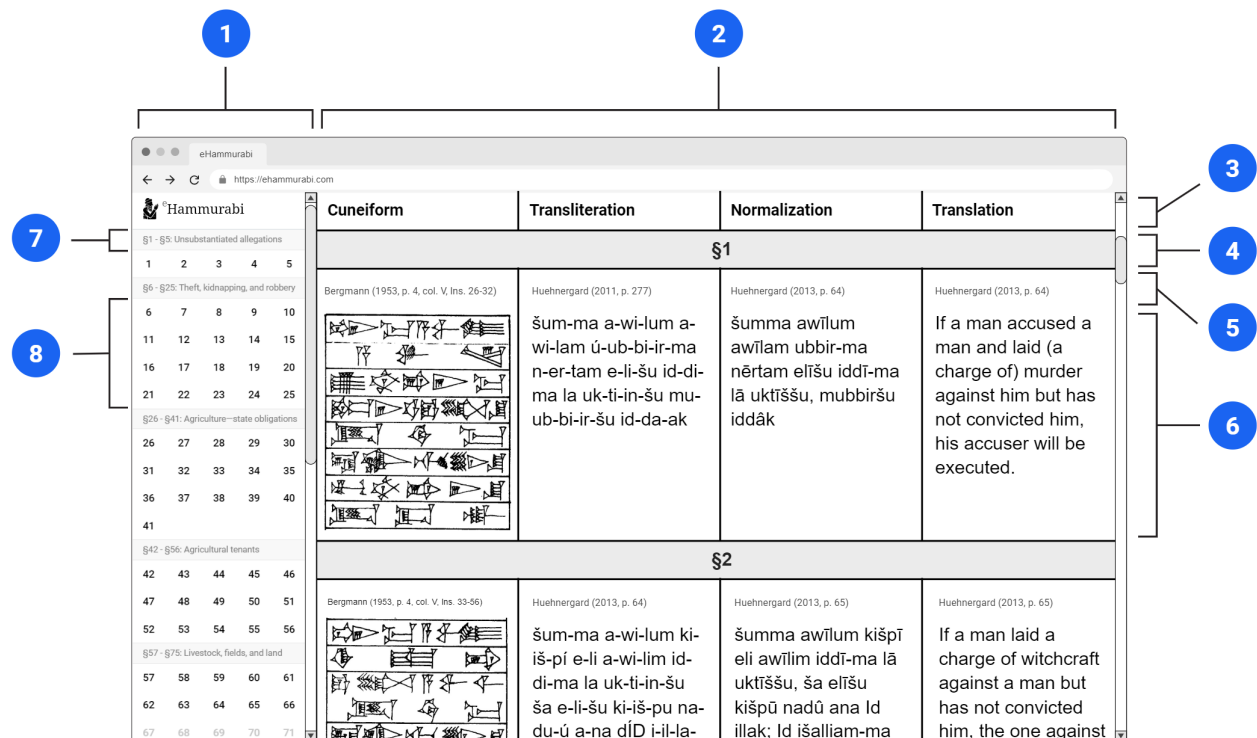 1
2
3
4
5
6
7
8
eHammurabi
https://ehammurabi.com
eHammurabi
§1 - §5: Unsubstantiated allegations
1 2 3 4 5
§6 - §25: Theft, kidnapping, and robbery
6 7 8 9 10
11 12 13 14 15
16 17 18 19 20
21 22 23 24 25
§26 - §41: Agriculture—state obligations
26 27 28 29 30
31 32 33 34 35
36 37 38 39 40
41
§42 - §56: Agricultural tenants
42 43 44 45 46
47 48 49 50 51
52 53 54 55 56
§57 - §75: Livestock, fields, and land
57 58 59 60 61
62 63 64 65 66
67 68 69 70 71
Cuneiform
Transliteration
Normalization
Translation
§1
Bergmann (1953, p. 4, col. V, lns. 26-32)
Huehnergard (2011, p. 277)
šum-ma a-wi-lum a-
wi-lam ú-ub-bi-ir-ma
n-er-tam e-li-šu id-di-
ma la uk-ti-in-šu mu-
ub-bi-ir-šu id-da-ak
Huehnergard (2013, p. 64)
šumma awīlum
awīlam ubbir-ma
nērtam elīšu iddī-ma
lā uktīššu, mubbiršu
iddâk
Huehnergard (2013, p. 64)
If a man accused a
man and laid (a
charge of) murder
against him but has
not convicted him,
his accuser will be
executed.
§2
Bergmann (1953, p. 4, col. V, lns. 33-56)
Huehnergard (2013, p. 64)
šum-ma a-wi-lum ki-
iš-pí e-li a-wi-lim id-
di-ma la uk-ti-in-šu
ša e-li-šu ki-iš-pu na-
du-ú a-na dÍD i-il-la-
Huehnergard (2013, p. 65)
šumma awīlum kišpī
eli awīlim iddī-ma lā
uktīššu, ša elīšu
kišpū nadû ana Id
illak; Id išalliam-ma
Huehnergard (2013, p. 65)
If a man laid a
charge of witchcraft
against a man but
has not convicted
him, the one against